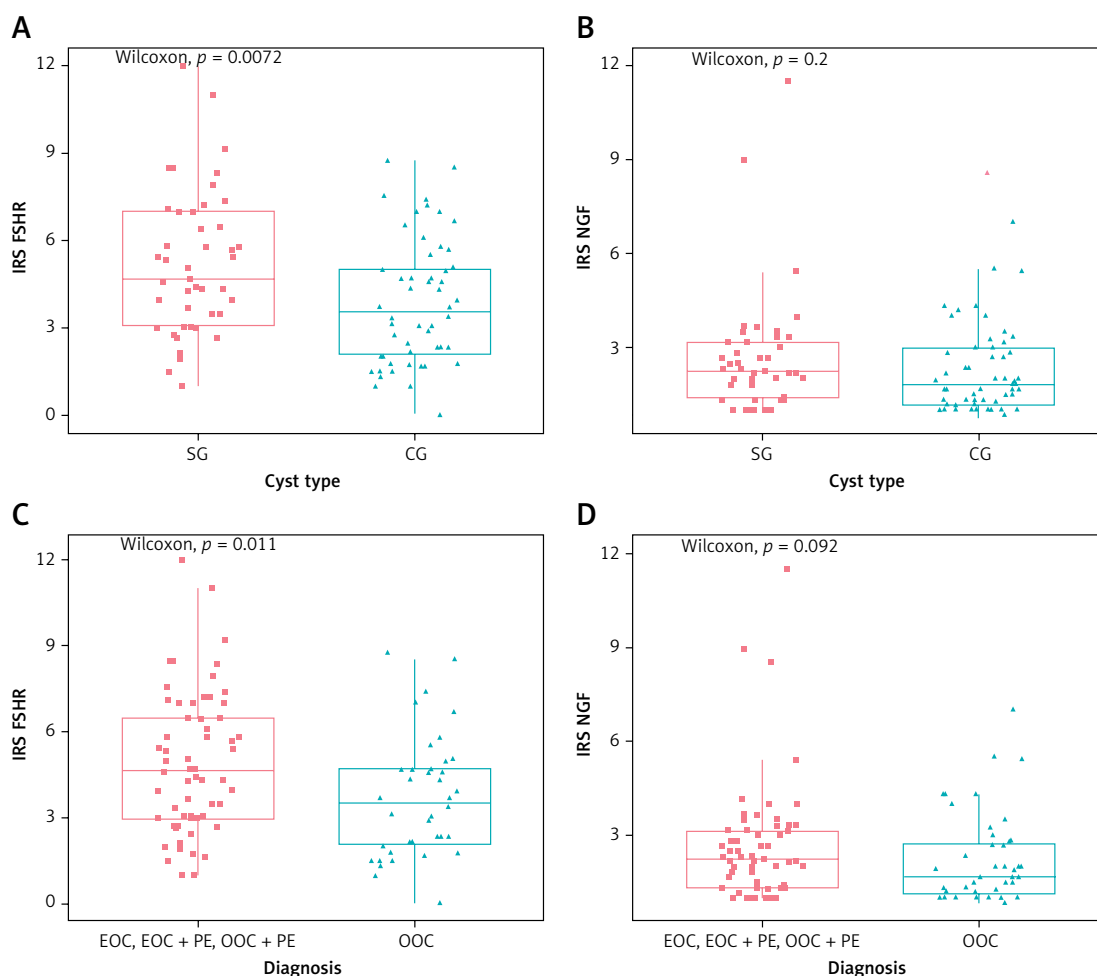 A
Wilcoxon, p = 0.0072
12
9
6
3
0
IRS FSHR
SG CG
Cyst type
B
Wilcoxon, p = 0.2
12
9
6
3
IRS NGF
SG CG
Cyst type
C
Wilcoxon, p = 0.011
12
9
6
3
0
IRS FSHR
EOC, EOC + PE, OOC + PE OOC
Diagnosis
D
Wilcoxon, p = 0.092
12
9
6
3
IRS NGF
EOC, EOC + PE, OOC + PE OOC
Diagnosis